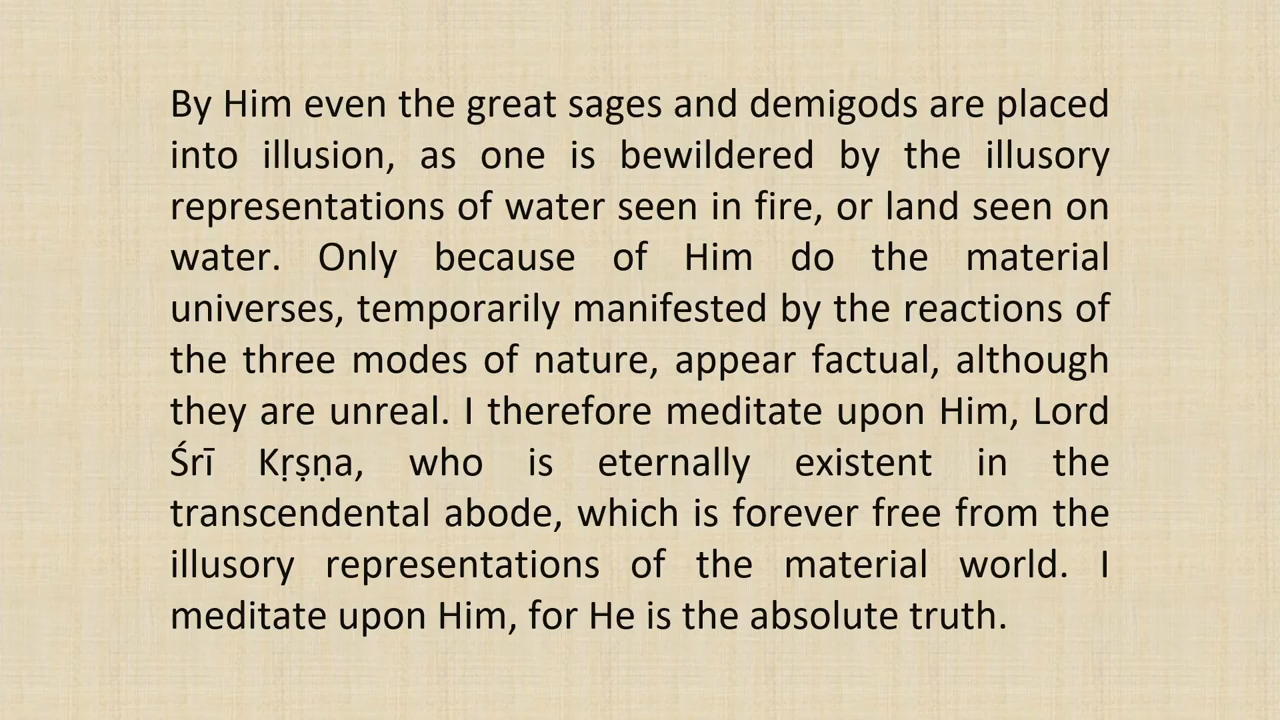 By Him even the great sages and demigods are placed
into illusion, as one is bewildered by the illusory
representations of water seen in fire, or land seen on
water. Only because of Him do the material
universes, temporarily manifested by the reactions of
the three modes of nature, appear factual, although
they are unreal. I therefore meditate upon Him, Lord
Śrī Kṛṣṇa, who is eternally existent in the
transcendental abode, which is forever free from the
illusory representations of the material world. I
meditate upon Him, for He is the absolute truth.